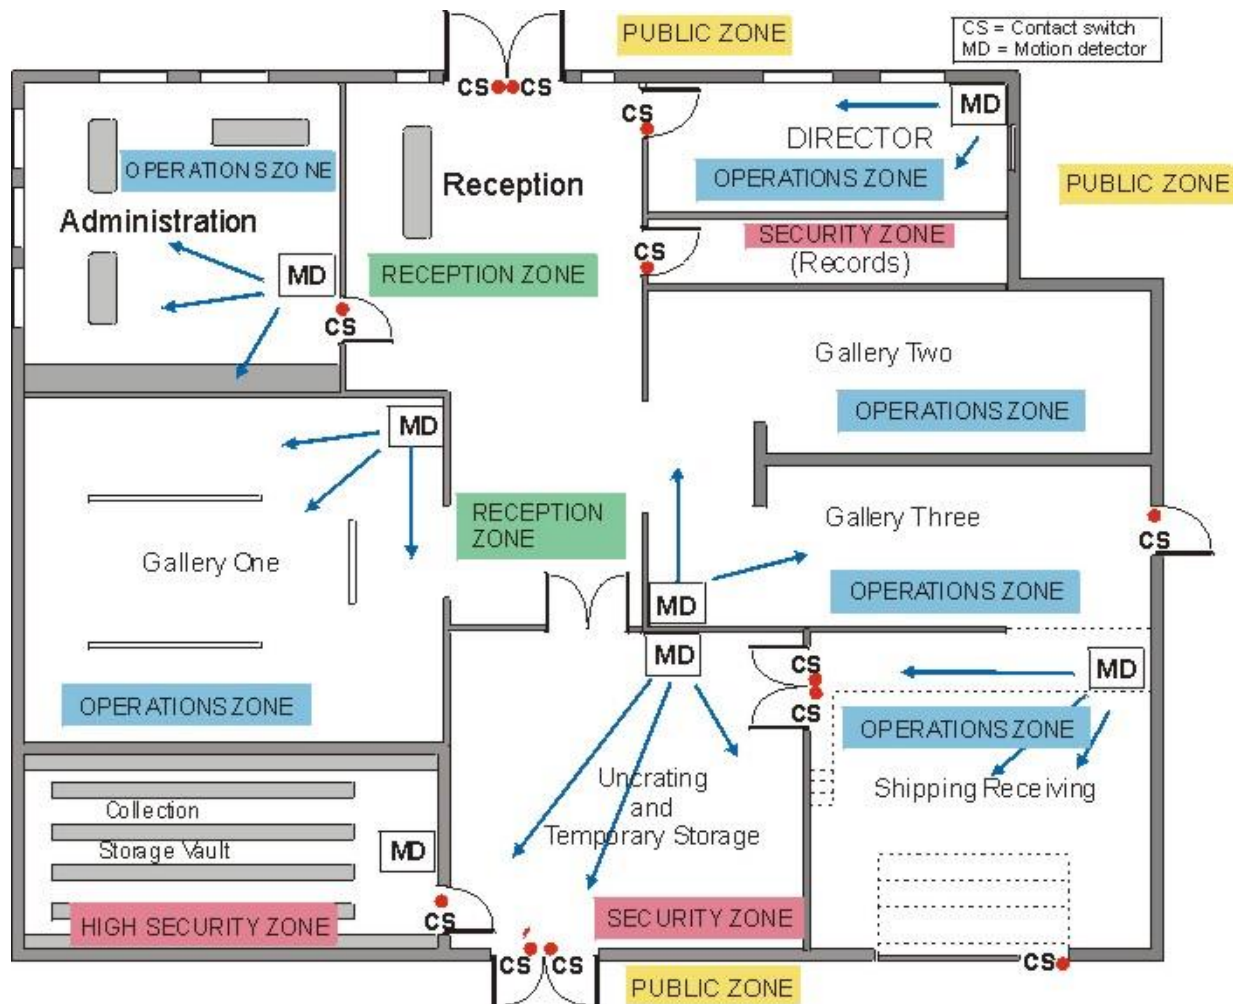 PUBLIC ZONE
CS = Contact switch
MD = Motion detector
CS CS
CS
MD
DIRECTOR
OPERATIONS ZONE
PUBLIC ZONE
OPERATIONS ZONE
Reception
Administration
SECURITY ZONE
(Records)
CS
MD
RECEPTION ZONE
CS
Gallery Two
OPERATIONS ZONE
MD
RECEPTION
ZONE
Gallery Three
CS
Gallery One
OPERATIONS ZONE
MD
MD
CS
MD
CS
OPERATIONS ZONE
OPERATIONS ZONE
Uncrating
and
Temporary Storage
Shipping Receiving
Collection
Storage Vault
MD
HIGH SECURITY ZONE
CS
SECURITY ZONE
CS CS
CS
PUBLIC ZONE